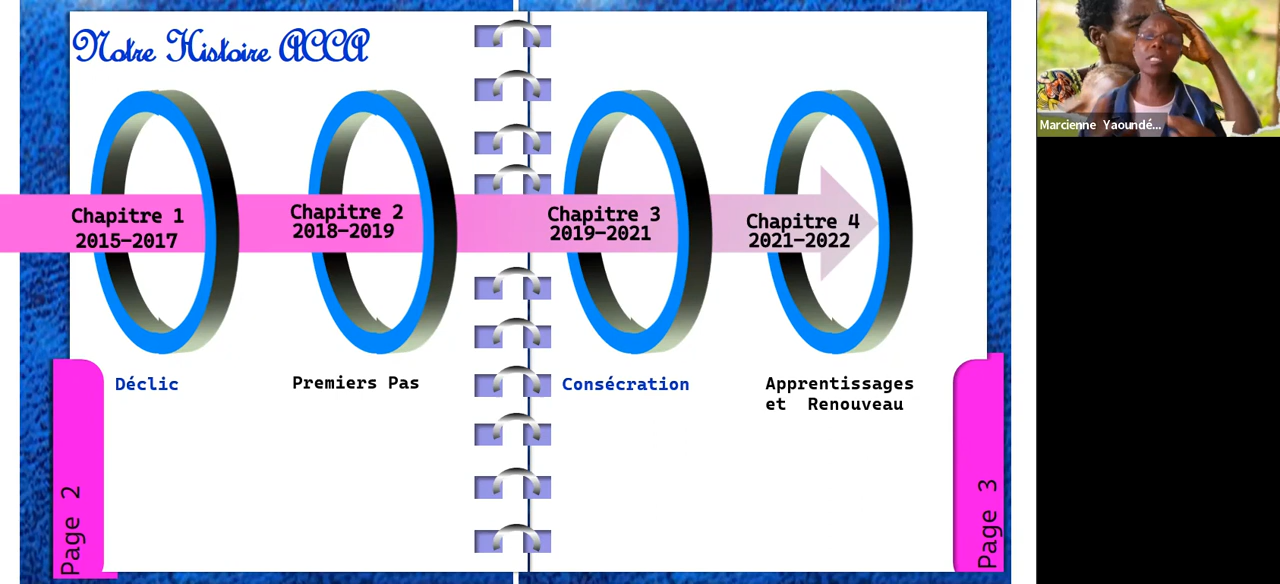 Notre Histoire ACCA
Chapitre 1
2015-2017
Chapitre 2
2018-2019
Chapitre 3
2019-2021
Chapitre 4
2021-2022
Déclic
Premiers Pas
Consécration
Apprentissages
et Renouveau
Page 2
Page 3
Marcienne Yaoundé...